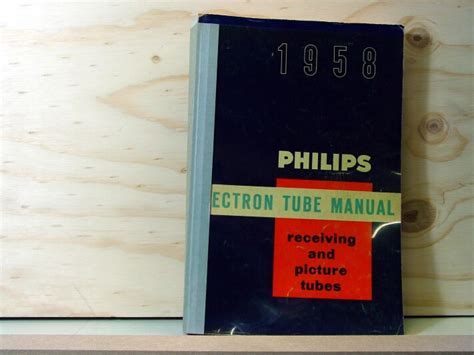 1958
PHILIPS
ECTRON TUBE MANUAL
receiving
and
picture
tubes